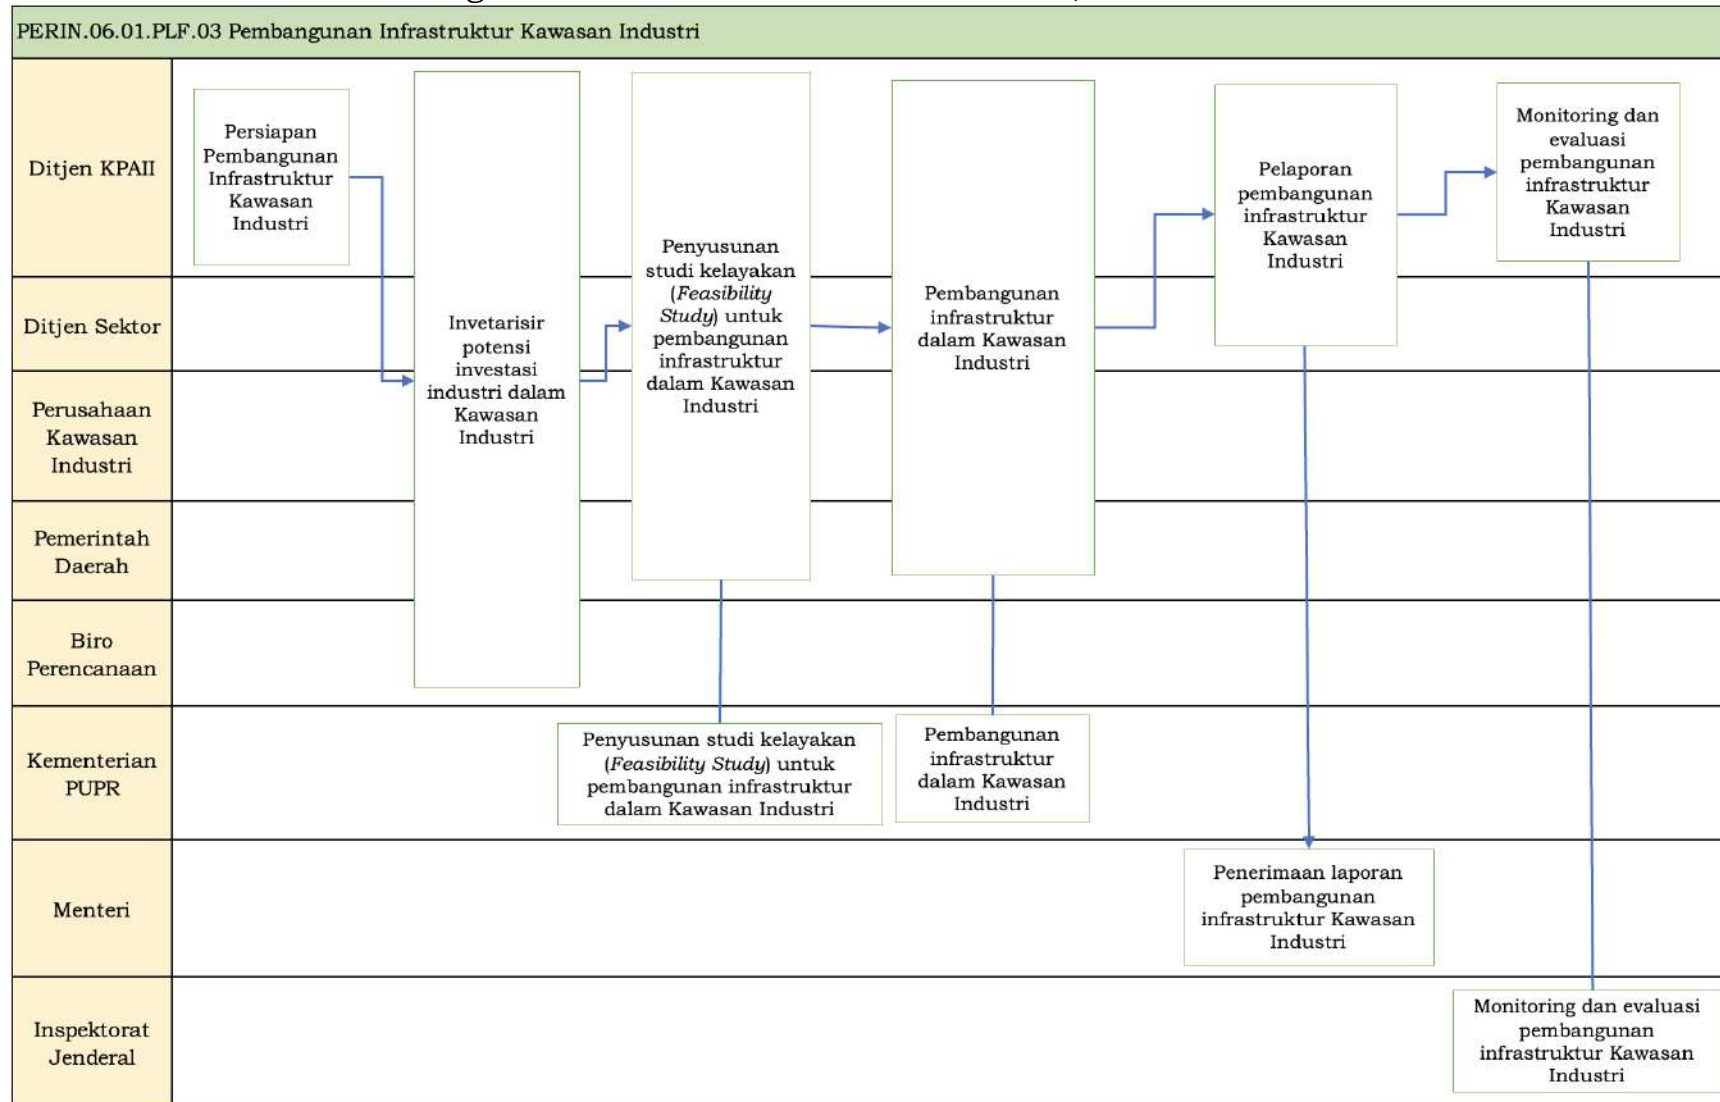 PERIN.06.01.PLF.03 Pembangunan Infrastruktur Kawasan Industri
Ditjen KPAII
Persiapan
Pembangunan
Infrastruktur
Kawasan
Industri
Invetarisir
potensi
investasi
industri dalam
Kawasan
Industri
Penyusunan
studi kelayakan
(Feasibility
Study) untuk
pembangunan
infrastruktur
dalam Kawasan
Industri
Pembangunan
infrastruktur
dalam Kawasan
Industri
Pelaporan
pembangunan
infrastruktur
Kawasan
Industri
Monitoring dan
evaluasi
pembangunan
infrastruktur
Kawasan
Industri
Ditjen Sektor
Perusahaan
Kawasan
Industri
Pemerintah
Daerah
Biro
Perencanaan
Kementerian
PUPR
Penyusunan studi kelayakan
(Feasibility Study) untuk
pembangunan infrastruktur
dalam Kawasan Industri
Pembangunan
infrastruktur
dalam Kawasan
Industri
Menteri
Penerimaan laporan
pembangunan
infrastruktur Kawasan
Industri
Inspektorat
Jenderal
Monitoring dan evaluasi
pembangunan
infrastruktur Kawasan
Industri